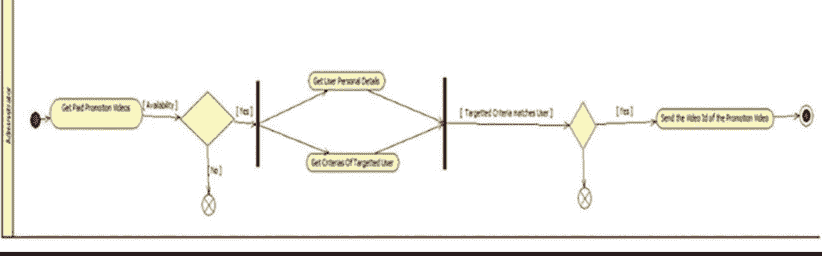 Administrator
Get Paid Promotion Videos
[ Availability ]
[ Yes ]
[ No ]
Get User Personal Details
Get Criterias Of Targetted User
[ Targetted Criteria matches User ]
[ Yes ]
Send the Video Id of the Promotion Video